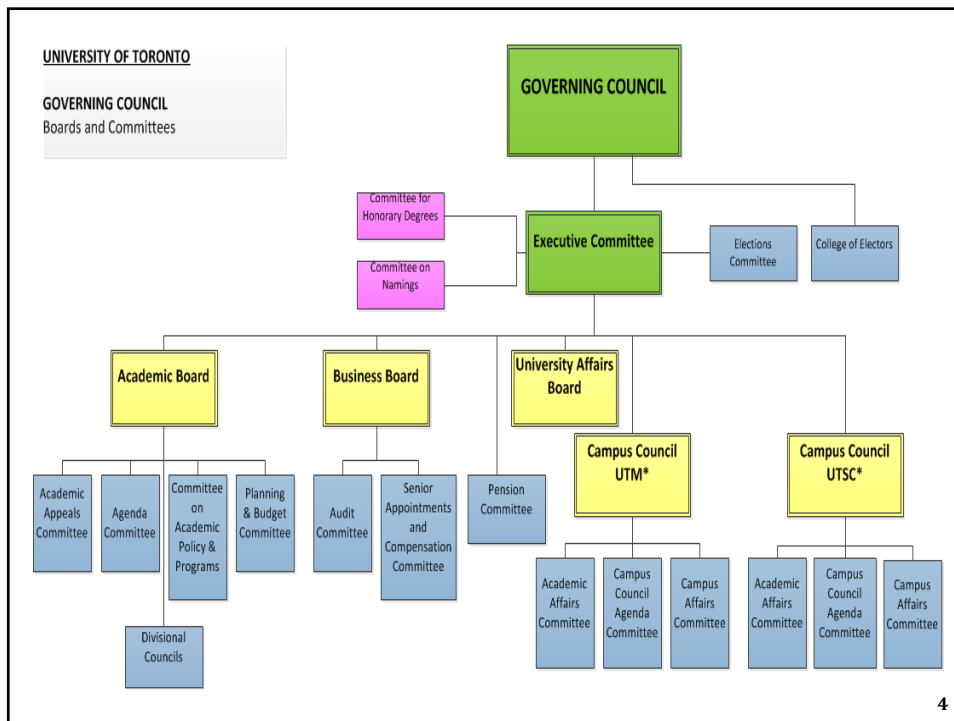 UNIVERSITY OF TORONTO
GOVERNING COUNCIL
Boards and Committees
GOVERNING COUNCIL
Committee for
Honorary Degrees
Executive Committee
Elections
Committee
College of Electors
Committee on
Namings
Academic Board
Business Board
University Affairs
Board
Campus Council
UTM*
Campus Council
UTSC*
Academic
Appeals
Committee
Agenda
Committee
Committee
on
Academic
Policy &
Programs
Planning
& Budget
Committee
Audit
Committee
Senior
Appointments
and
Compensation
Committee
Pension
Committee
Academic
Affairs
Committee
Campus
Council
Agenda
Committee
Campus
Affairs
Committee
Academic
Affairs
Committee
Campus
Council
Agenda
Committee
Campus
Affairs
Committee
Divisional
Councils
4